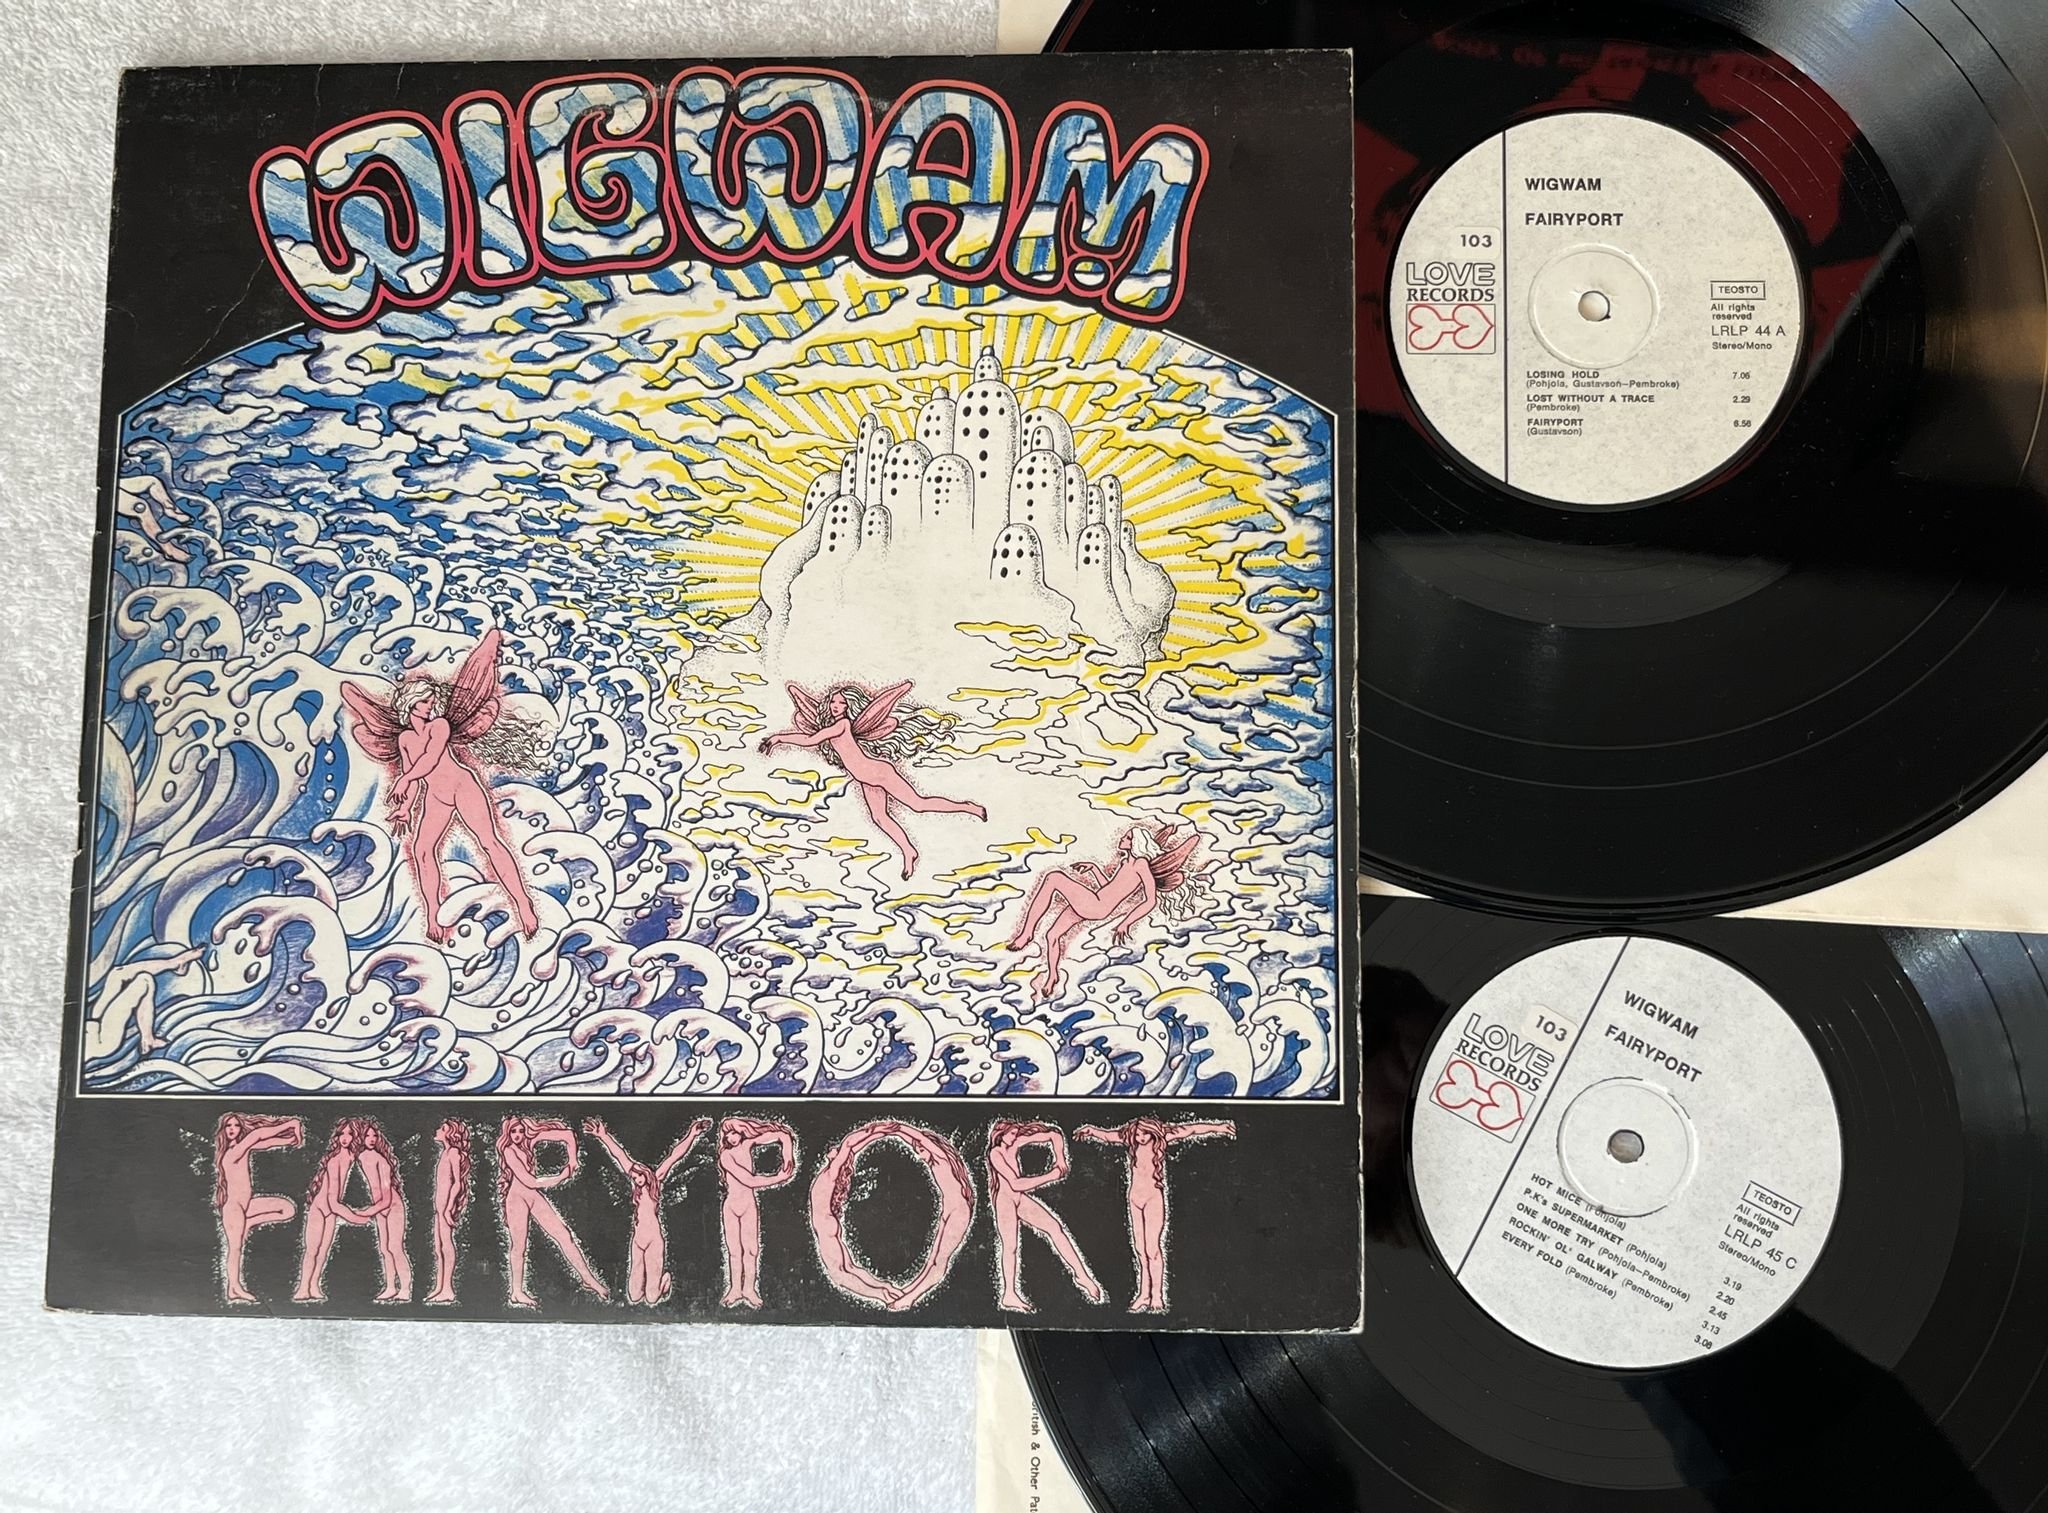 WIGWAM
FAIRYPORT
WIGWAM
FAIRYPORT
103
LOVE
RECORDS
TEOSTO
All rights
reserved
LRLP 44 A
Stereo/Mono
LOSING HOLD 7.06
(Pohjola, Gustavson—Pembroke)
LOST WITHOUT A TRACE 2.29
(Pembroke)
FAIRYPORT 6.56
(Gustavson)
WIGWAM
FAIRYPORT
103
LOVE
RECORDS
TEOSTO
All rights
reserved
LRLP 45 C
Stereo/Mono
HOT MICE (Pohjola) 3.19
P.K's SUPERMARKET (Pohjola) 2.20
ONE MORE TRY (Pohjola—Pembroke) 2.45
ROCKIN' OL' GALWAY (Pembroke) 3.13
EVERY FOLD (Pembroke) 3.08
British & Other Pat